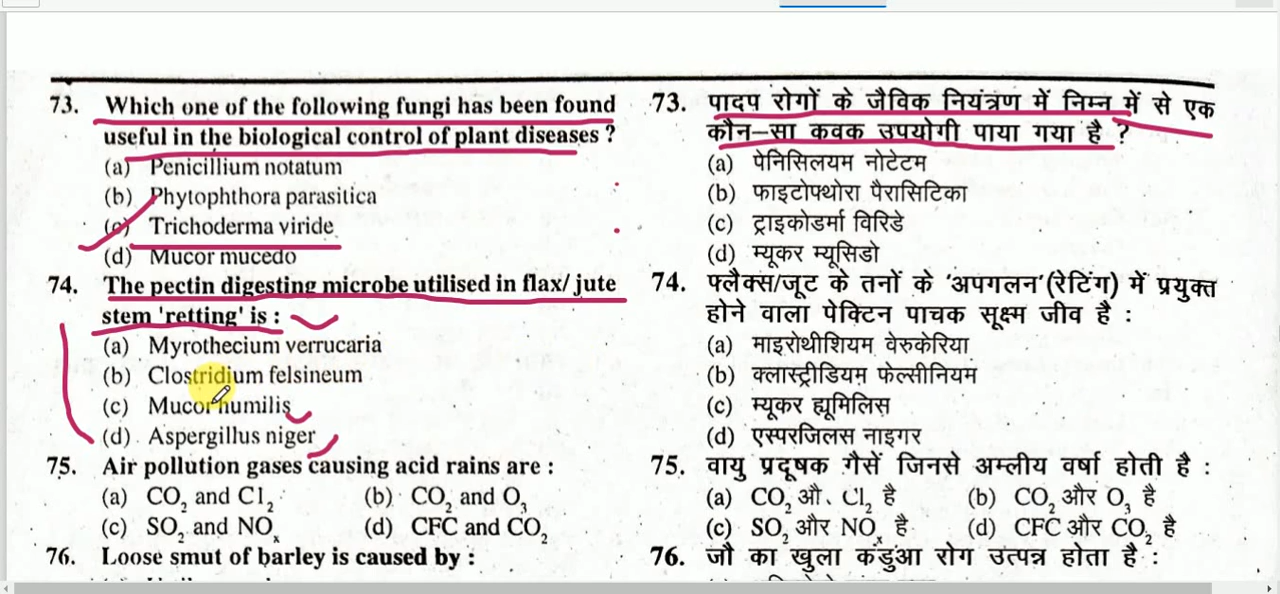 73. Which one of the following fungi has been found
useful in the biological control of plant diseases ?
(a) Penicillium notatum
(b) Phytophthora parasitica
(c) Trichoderma viride
(d) Mucor mucedo
74. The pectin digesting microbe utilised in flax/ jute
stem 'retting' is :
(a) Myrothecium verrucaria
(b) Clostridium felsineum
(c) Mucor humilis
(d) Aspergillus niger
75. Air pollution gases causing acid rains are :
(a) CO2 and Cl2 (b) CO2 and O3
(c) SO2 and NOx (d) CFC and CO2
76. Loose smut of barley is caused by :
73. पादप रोगों के जैविक नियंत्रण में निम्न में से एक
कौन–सा कवक उपयोगी पाया गया है ?
(a) पेनिसिलयम नोटेटम
(b) फाइटोपथोरा पैरासिटिका
(c) ट्राइकोडर्मा विरिडे
(d) म्यूकर म्यूसिडो
74. फ्लैक्स/जूट के तनों के 'अपगलन' (रेटिंग) में प्रयुक्त
होने वाला पेक्टिन पाचक सूक्ष्म जीव है :
(a) माइरोथीशियम वेरुकेरिया
(b) क्लास्ट्रीडियम फेल्सीनियम
(c) म्यूकर ह्यूमिलिस
(d) एस्परजिलस नाइगर
75. वायु प्रदूषक गैसें जिनसे अम्लीय वर्षा होती है :
(a) CO2 औ. Cl2 है (b) CO2 और O3 है
(c) SO2 और NOx है (d) CFC और CO2 है
76. जौ का खुला कंडुआ रोग उत्पन्न होता है :